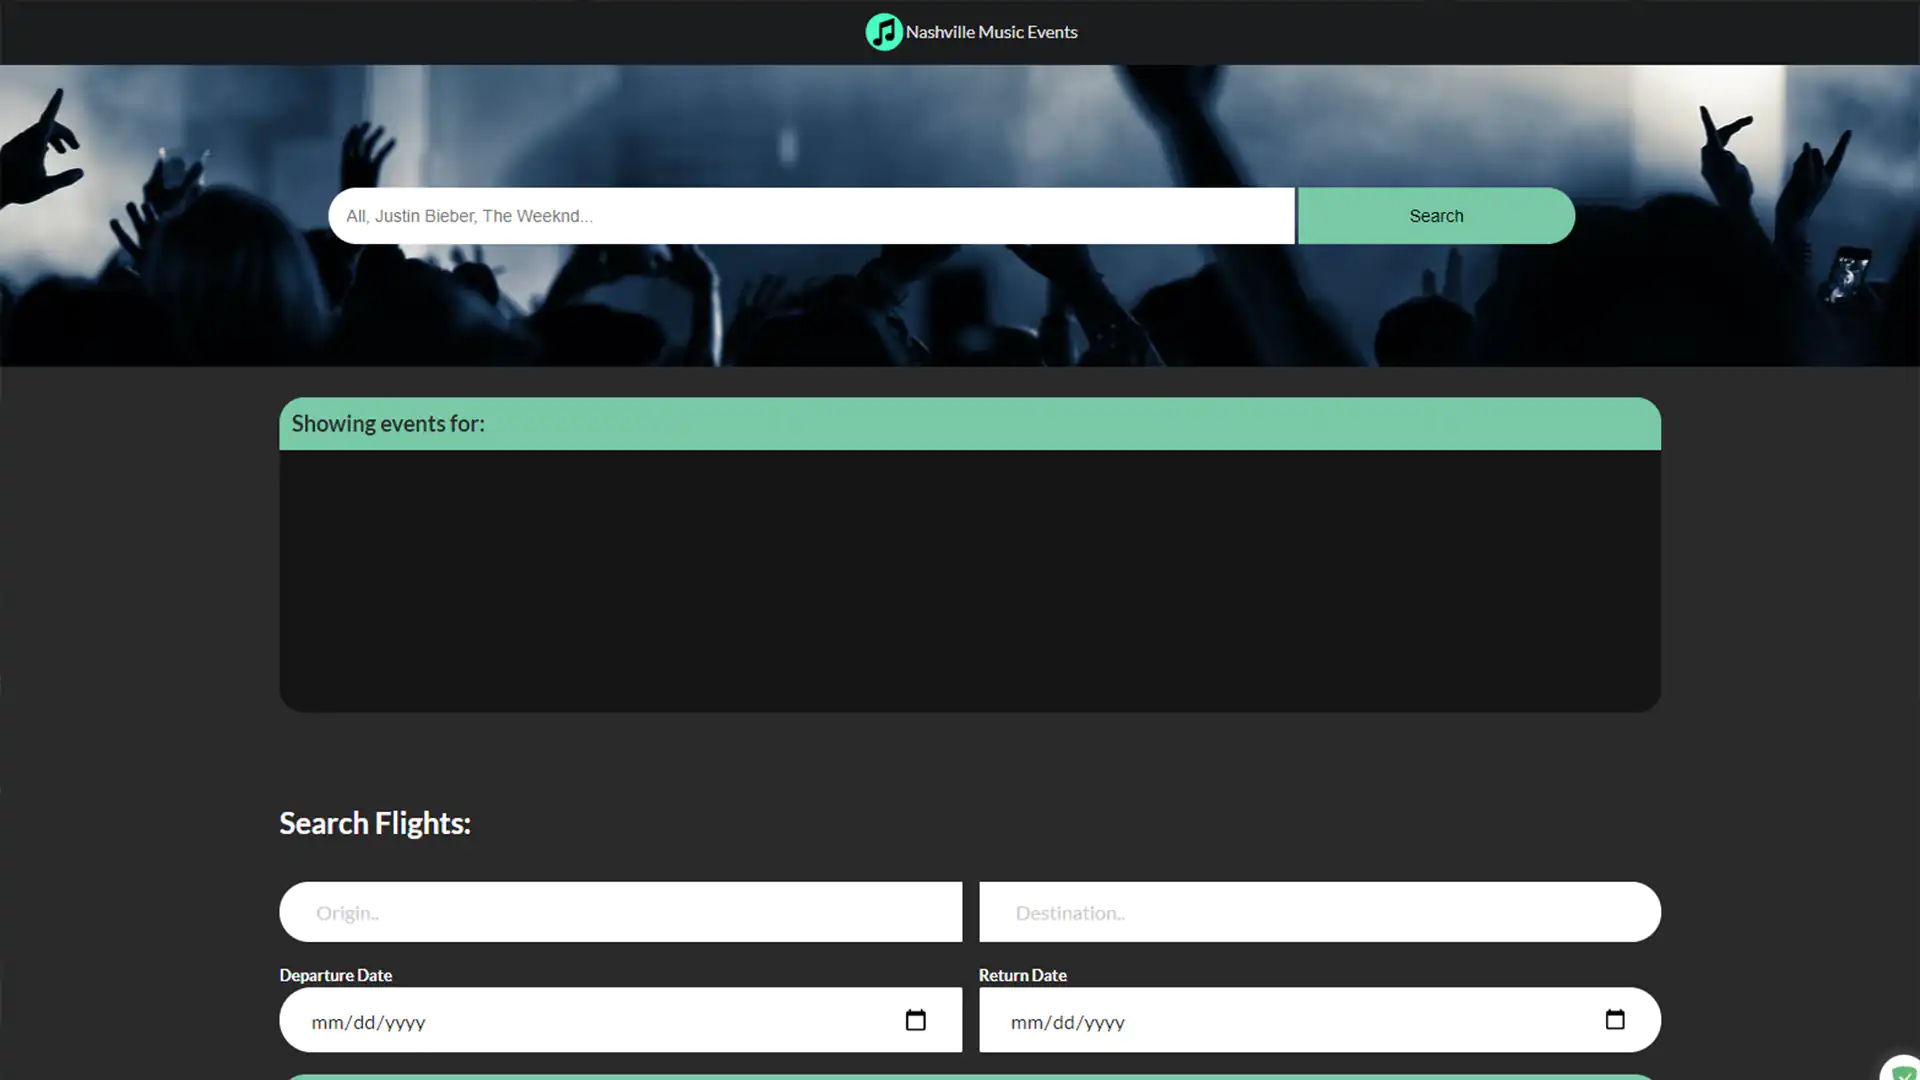 Nashville Music Events
All, Justin Bieber, The Weeknd...
Search
Showing events for:
Search Flights:
Origin..
Destination..
Departure Date
Return Date
mm/dd/yyyy
mm/dd/yyyy